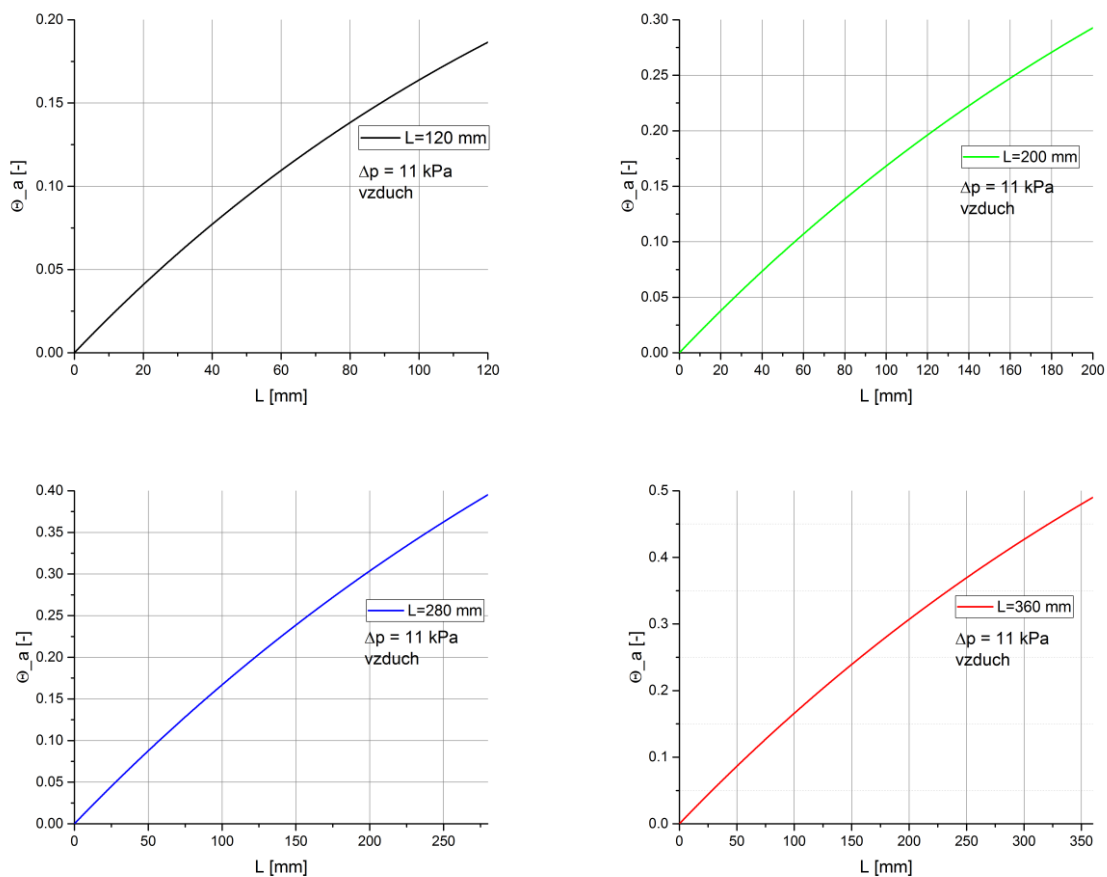 0.20
0.15
0.10
0.05
0.00
Θ_a [-]
L=120 mm
Δp = 11 kPa
vzduch
0 20 40 60 80 100 120
L [mm]
0.30
0.25
0.20
0.15
0.10
0.05
0.00
Θ_a [-]
L=200 mm
Δp = 11 kPa
vzduch
0 20 40 60 80 100 120 140 160 180 200
L [mm]
0.40
0.35
0.30
0.25
0.20
0.15
0.10
0.05
0.00
Θ_a [-]
L=280 mm
Δp = 11 kPa
vzduch
0 50 100 150 200 250
L [mm]
0.5
0.4
0.3
0.2
0.1
0.0
Θ_a [-]
L=360 mm
Δp = 11 kPa
vzduch
0 50 100 150 200 250 300 350
L [mm]